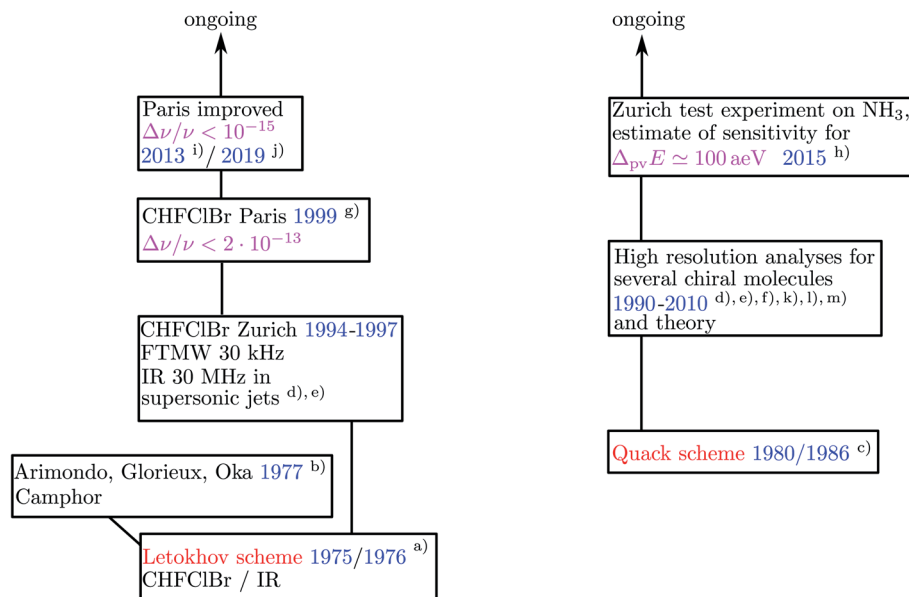 ongoing
Paris improved
Δν/ν < 10⁻¹⁵
2013 i)/ 2019 j)
CHFClBr Paris 1999 g)
Δν/ν < 2 · 10⁻¹³
CHFClBr Zurich 1994-1997
FTMW 30 kHz
IR 30 MHz in
supersonic jets d), e)
Arimondo, Glorieux, Oka 1977 b)
Camphor
Letokhov scheme 1975/1976 a)
CHFClBr / IR
ongoing
Zurich test experiment on NH₃,
estimate of sensitivity for
Δ_pv E ≃ 100 aeV 2015 h)
High resolution analyses for
several chiral molecules
1990-2010 d), e), f), k), l), m)
and theory
Quack scheme 1980/1986 c)